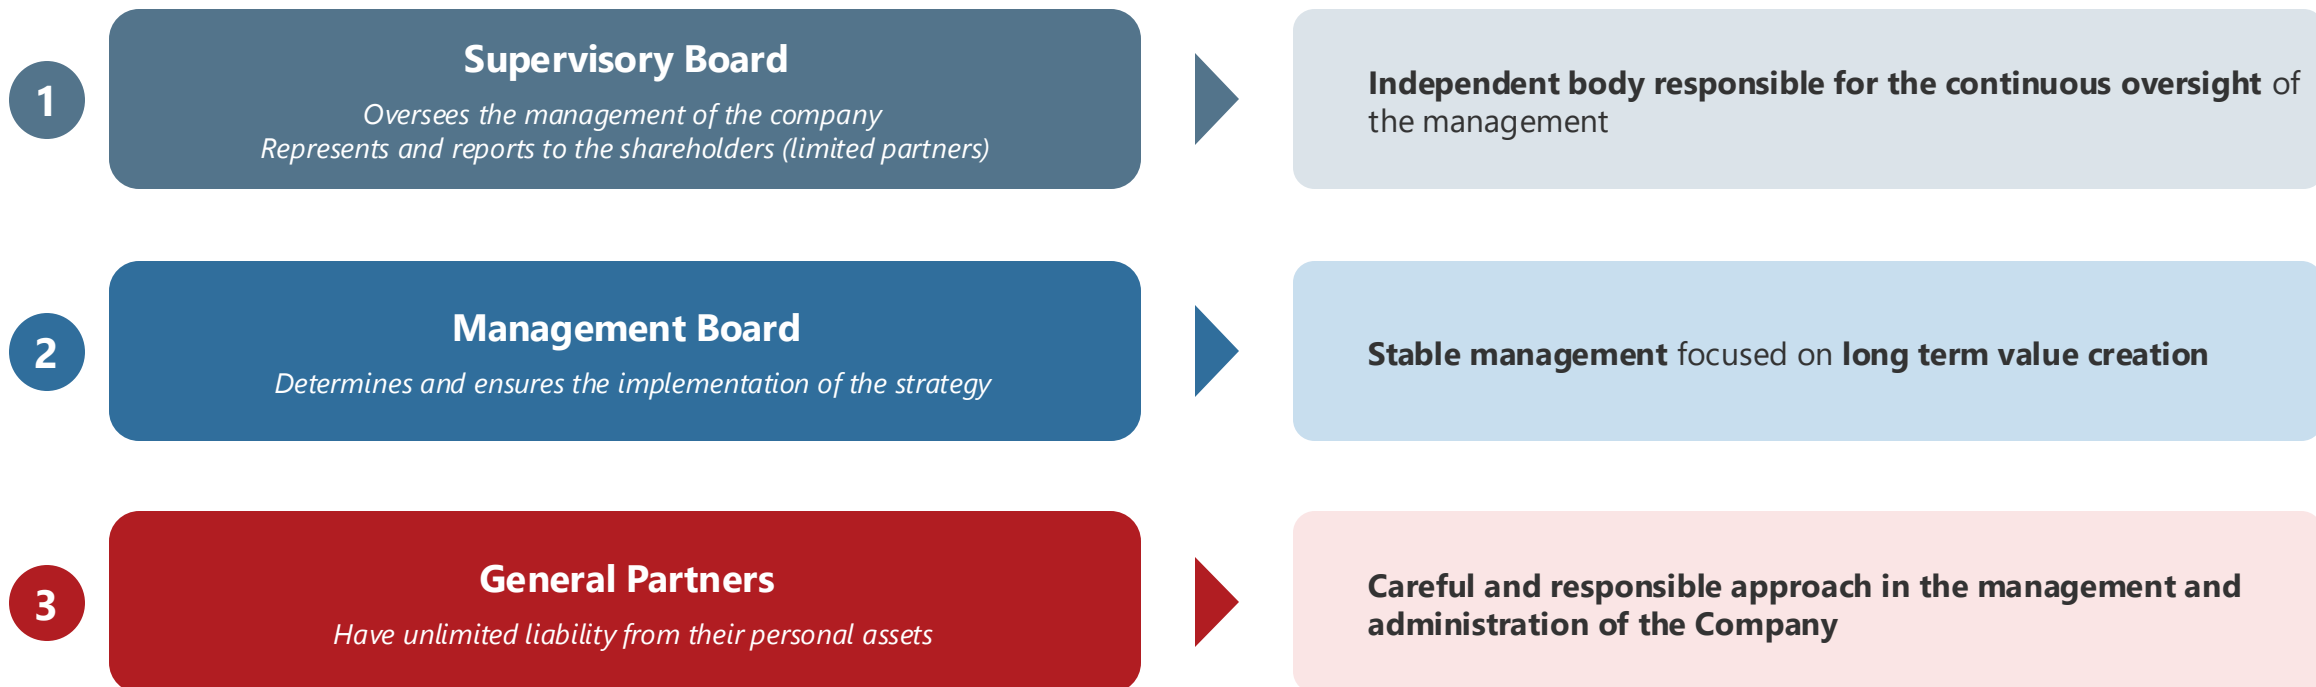 1
Supervisory Board
Oversees the management of the company
Represents and reports to the shareholders (limited partners)
Independent body responsible for the continuous oversight of
the management
2
Management Board
Determines and ensures the implementation of the strategy
Stable management focused on long term value creation
3
General Partners
Have unlimited liability from their personal assets
Careful and responsible approach in the management and
administration of the Company